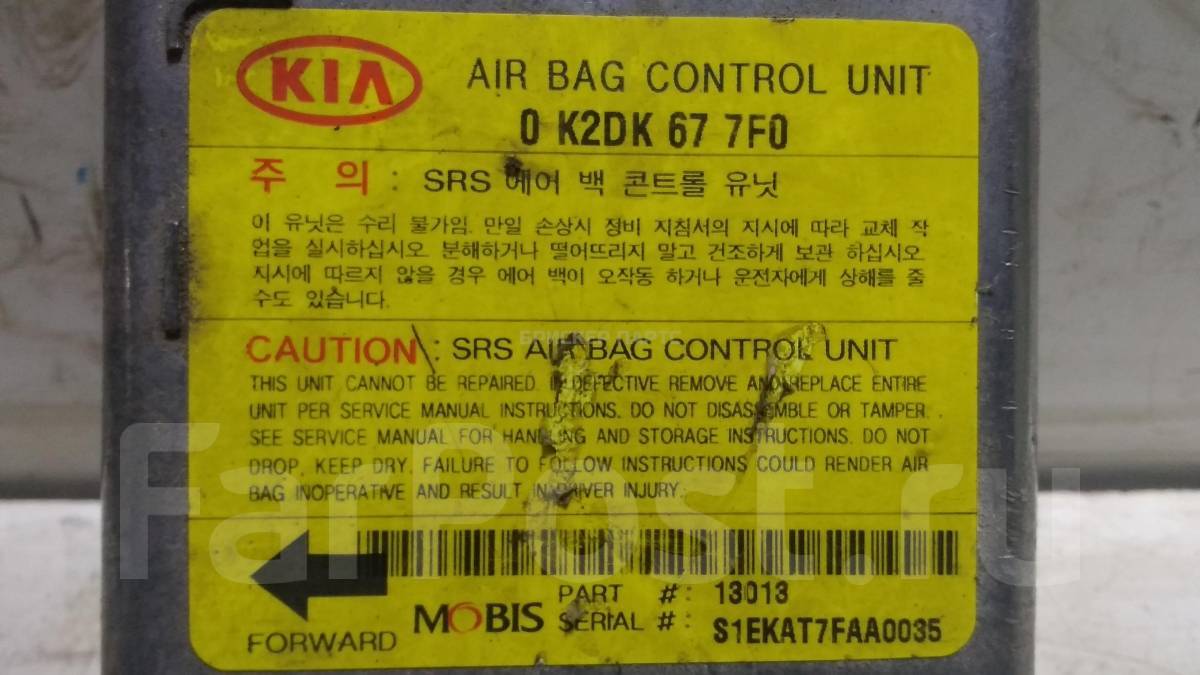 KIA
AIR BAG CONTROL UNIT
0 K2DK 67 7F0
주 의 : SRS 에어 백 콘트롤 유닛
이 유닛은 수리 불가임. 만일 손상시 정비 지침서의 지시에 따라 교체 작
업을 실시하십시오. 분해하거나 떨어뜨리지 말고 건조하게 보관 하십시오.
지시에 따르지 않을 경우 에어 백이 오작동 하거나 운전자에게 상해를 줄
수도 있습니다.
БРИСКЕР ПАРТС
CAUTION : SRS AIR BAG CONTROL UNIT
THIS UNIT CANNOT BE REPAIRED. IF DEFECTIVE REMOVE AND REPLACE ENTIRE
UNIT PER SERVICE MANUAL INSTRUCTIONS. DO NOT DISASSEMBLE OR TAMPER.
SEE SERVICE MANUAL FOR HANDLING AND STORAGE INSTRUCTIONS. DO NOT
DROP, KEEP DRY. FAILURE TO FOLLOW INSTRUCTIONS COULD RENDER AIR
BAG INOPERATIVE AND RESULT IN DRIVER INJURY.
FarPost.ru
PART #: 13013
MOBIS SERIAL #: S1EKAT7FAA0035
FORWARD